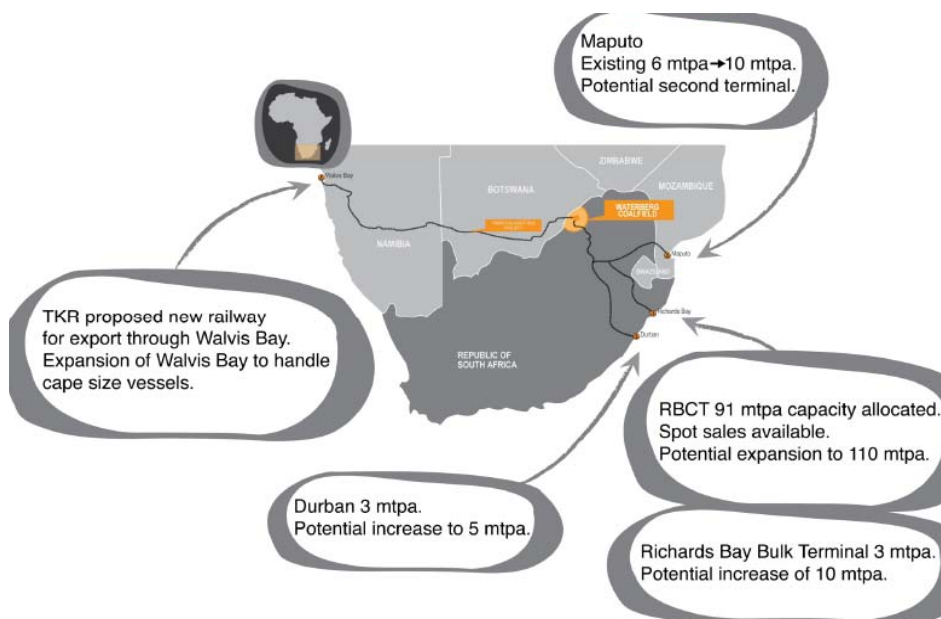 Maputo
Existing 6 mtpa→10 mtpa.
Potential second terminal.
Walvis Bay
ZIMBABWE
BOTSWANA
MOZAMBIQUE
WATERBERG
COALFIELD
NAMIBIA
Maputo
SWAZILAND
Richards Bay
Durban
REPUBLIC OF
SOUTH AFRICA
TKR proposed new railway
for export through Walvis Bay.
Expansion of Walvis Bay to handle
cape size vessels.
RBCT 91 mtpa capacity allocated.
Spot sales available.
Potential expansion to 110 mtpa.
Durban 3 mtpa.
Potential increase to 5 mtpa.
Richards Bay Bulk Terminal 3 mtpa.
Potential increase of 10 mtpa.